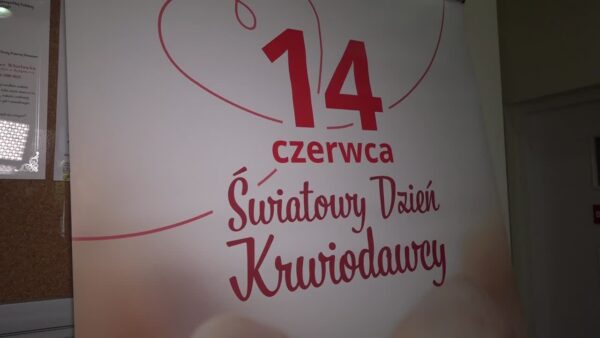 14
czerwca
Światowy Dzień
Krwiodawcy